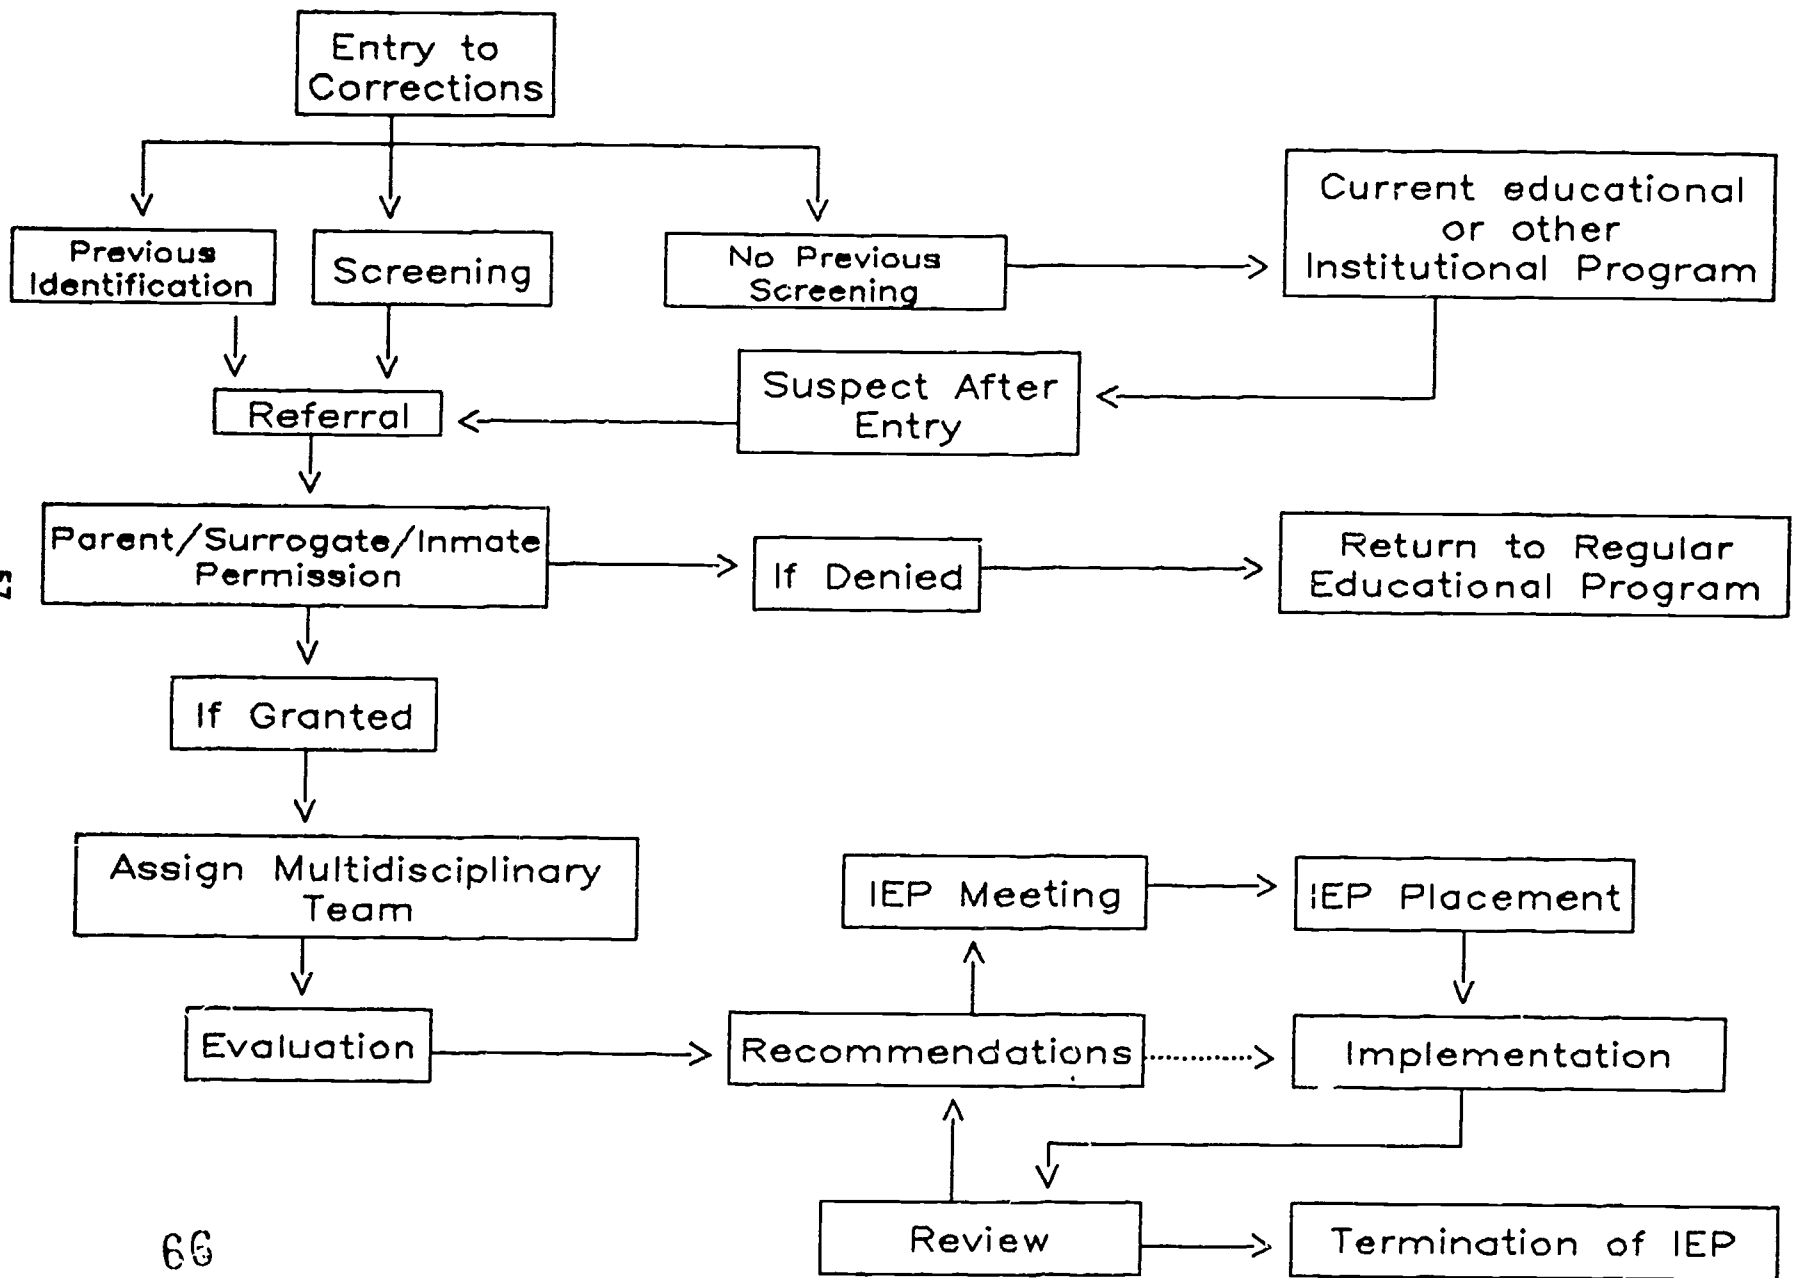 Entry to
Corrections
Previous
Identification
Screening
No Previous
Screening
Current educational
or other
Institutional Program
Suspect After
Entry
Referral
Parent/Surrogate/Inmate
Permission
If Denied
Return to Regular
Educational Program
If Granted
Assign Multidisciplinary
Team
IEP Meeting
IEP Placement
Evaluation
Recommendations
Implementation
Review
Termination of IEP
66